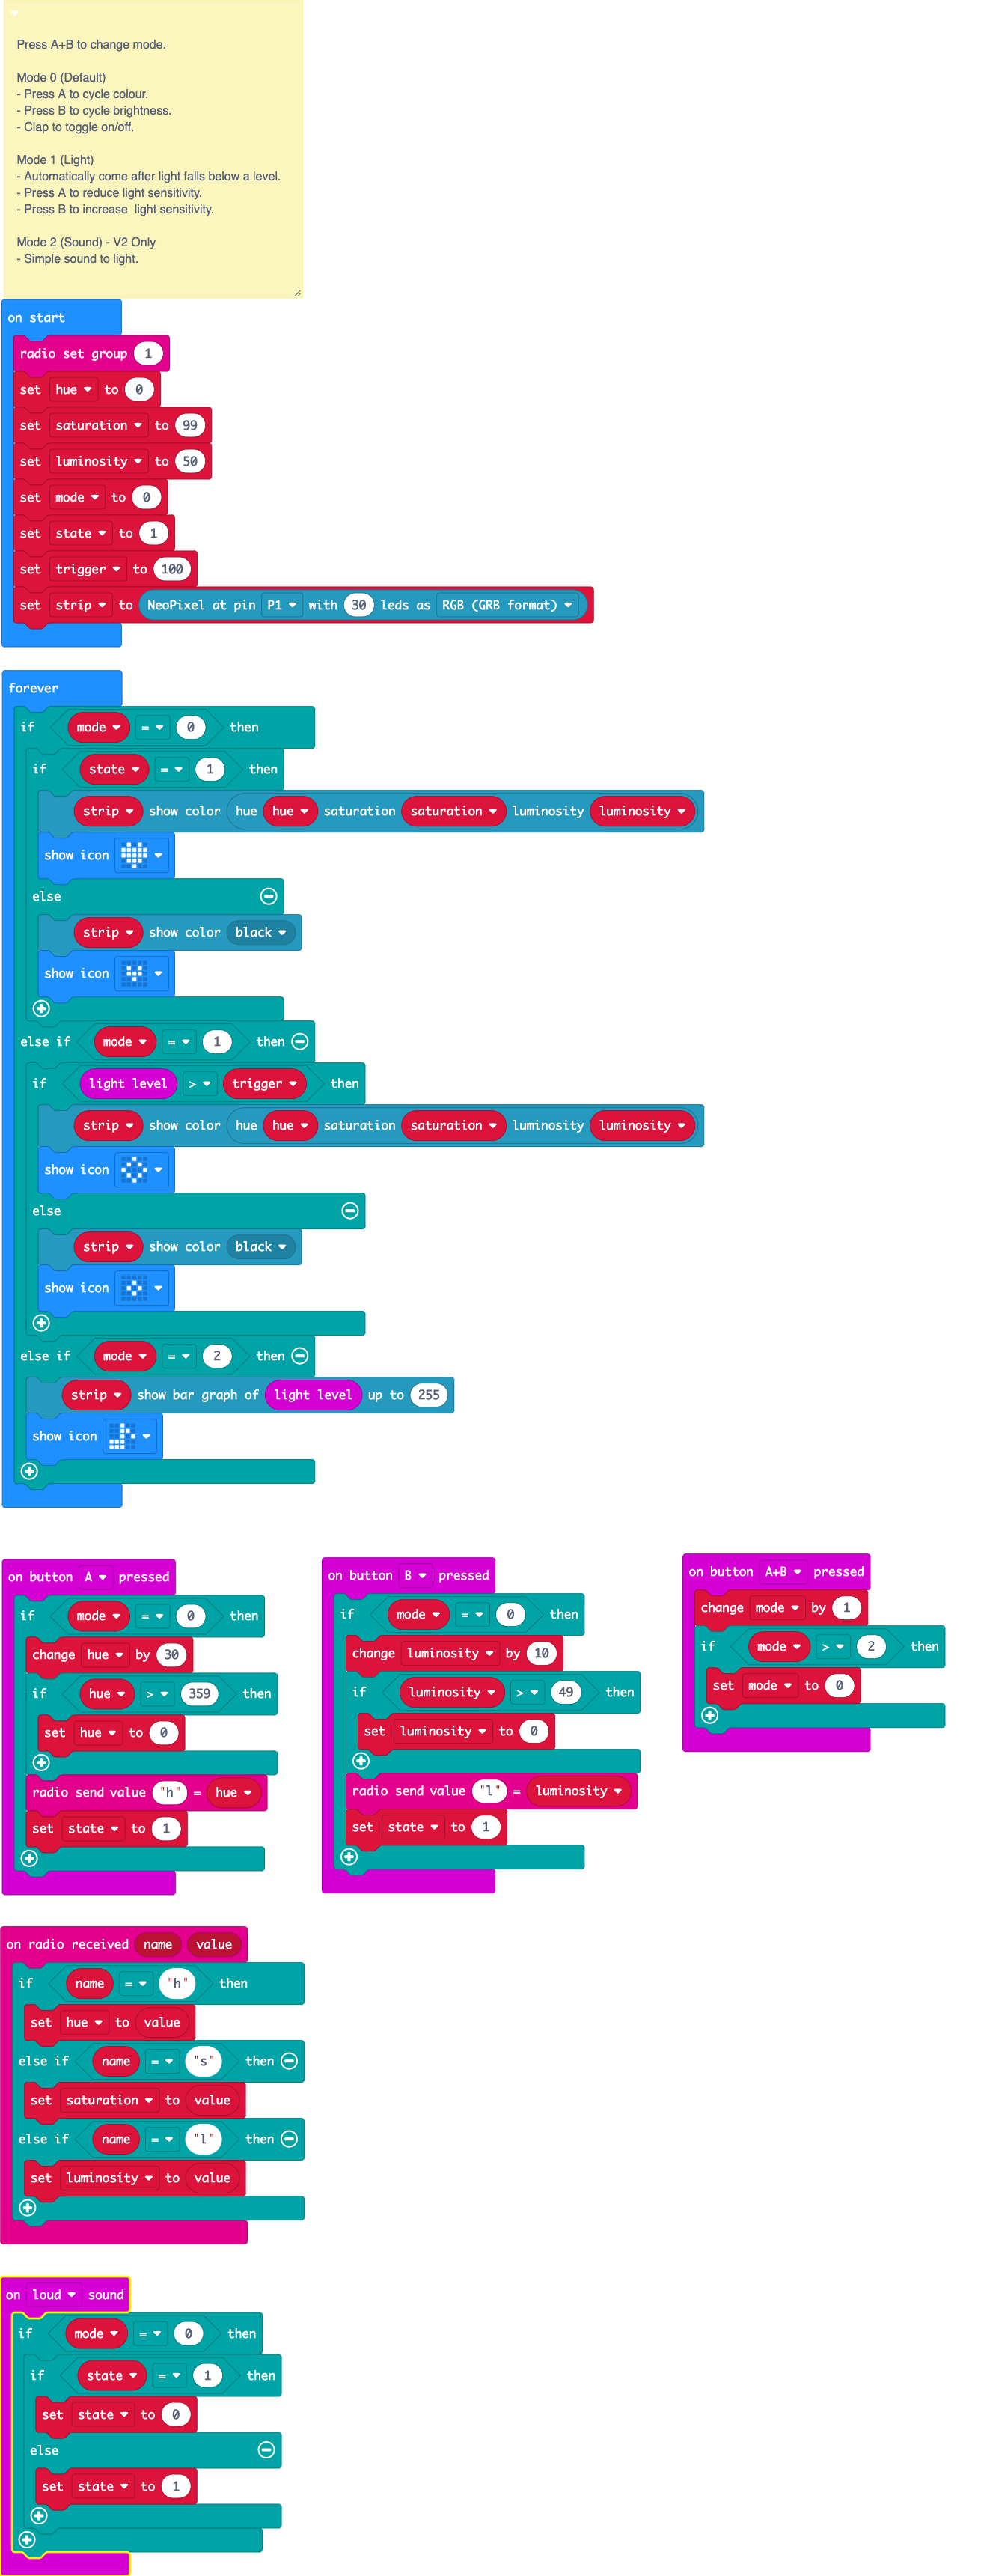 Press A+B to change mode.
Mode 0 (Default)
- Press A to cycle colour.
- Press B to cycle brightness.
- Clap to toggle on/off.
Mode 1 (Light)
- Automatically come after light falls below a level.
- Press A to reduce light sensitivity.
- Press B to increase  light sensitivity.
Mode 2 (Sound) - V2 Only
- Simple sound to light.
on start
radio set group 1
set hue to 0
set saturation to 99
set luminosity to 50
set mode to 0
set state to 1
set trigger to 100
set strip to NeoPixel at pin P1 with 30 leds as RGB (GRB format)
forever
if mode = 0 then
if state = 1 then
strip show color hue hue saturation saturation luminosity luminosity
show icon
else
strip show color black
show icon
else if mode = 1 then
if light level > trigger then
strip show color hue hue saturation saturation luminosity luminosity
show icon
else
strip show color black
show icon
else if mode = 2 then
strip show bar graph of light level up to 255
show icon
on button A pressed
if mode = 0 then
change hue by 30
if hue > 359 then
set hue to 0
radio send value "h" = hue
set state to 1
on button B pressed
if mode = 0 then
change luminosity by 10
if luminosity > 49 then
set luminosity to 0
radio send value "l" = luminosity
set state to 1
on button A+B pressed
change mode by 1
if mode > 2 then
set mode to 0
on radio received name value
if name = "h" then
set hue to value
else if name = "s" then
set saturation to value
else if name = "l" then
set luminosity to value
on loud sound
if mode = 0 then
if state = 1 then
set state to 0
else
set state to 1